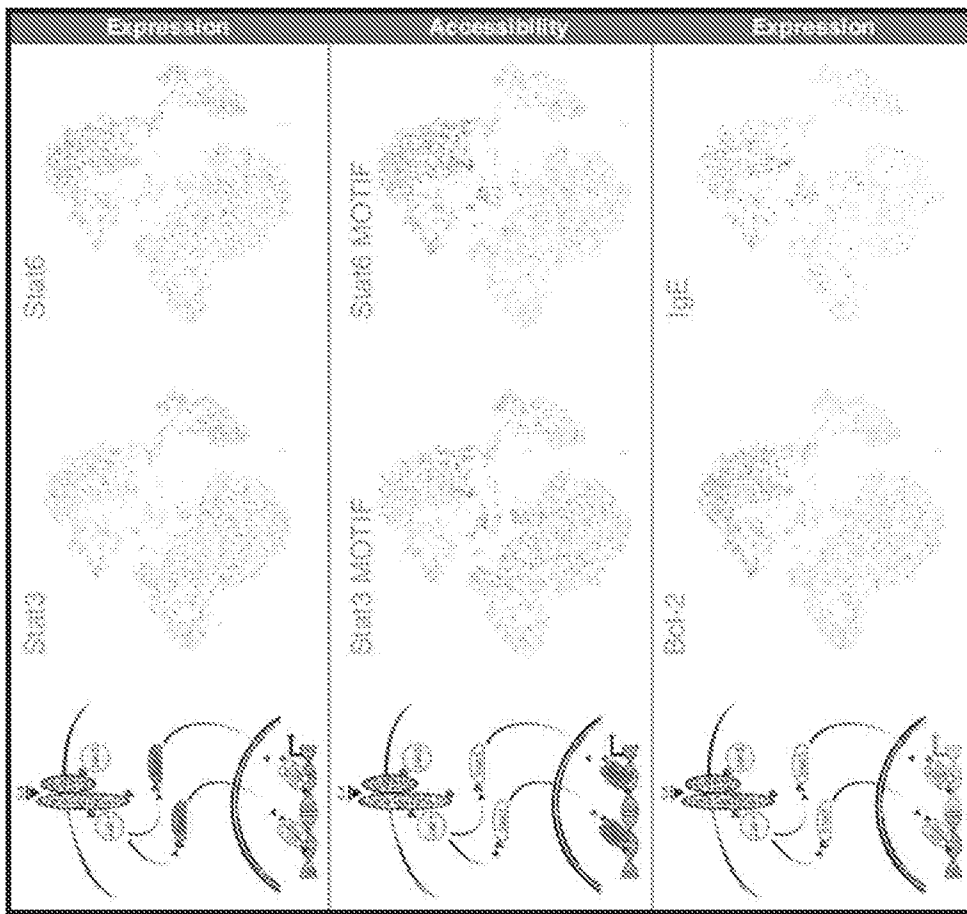 Expression
Accessibility
Expression
Stat6
Stat6 MOTIF
IgE
Stat3
Stat3 MOTIF
Bcl-2